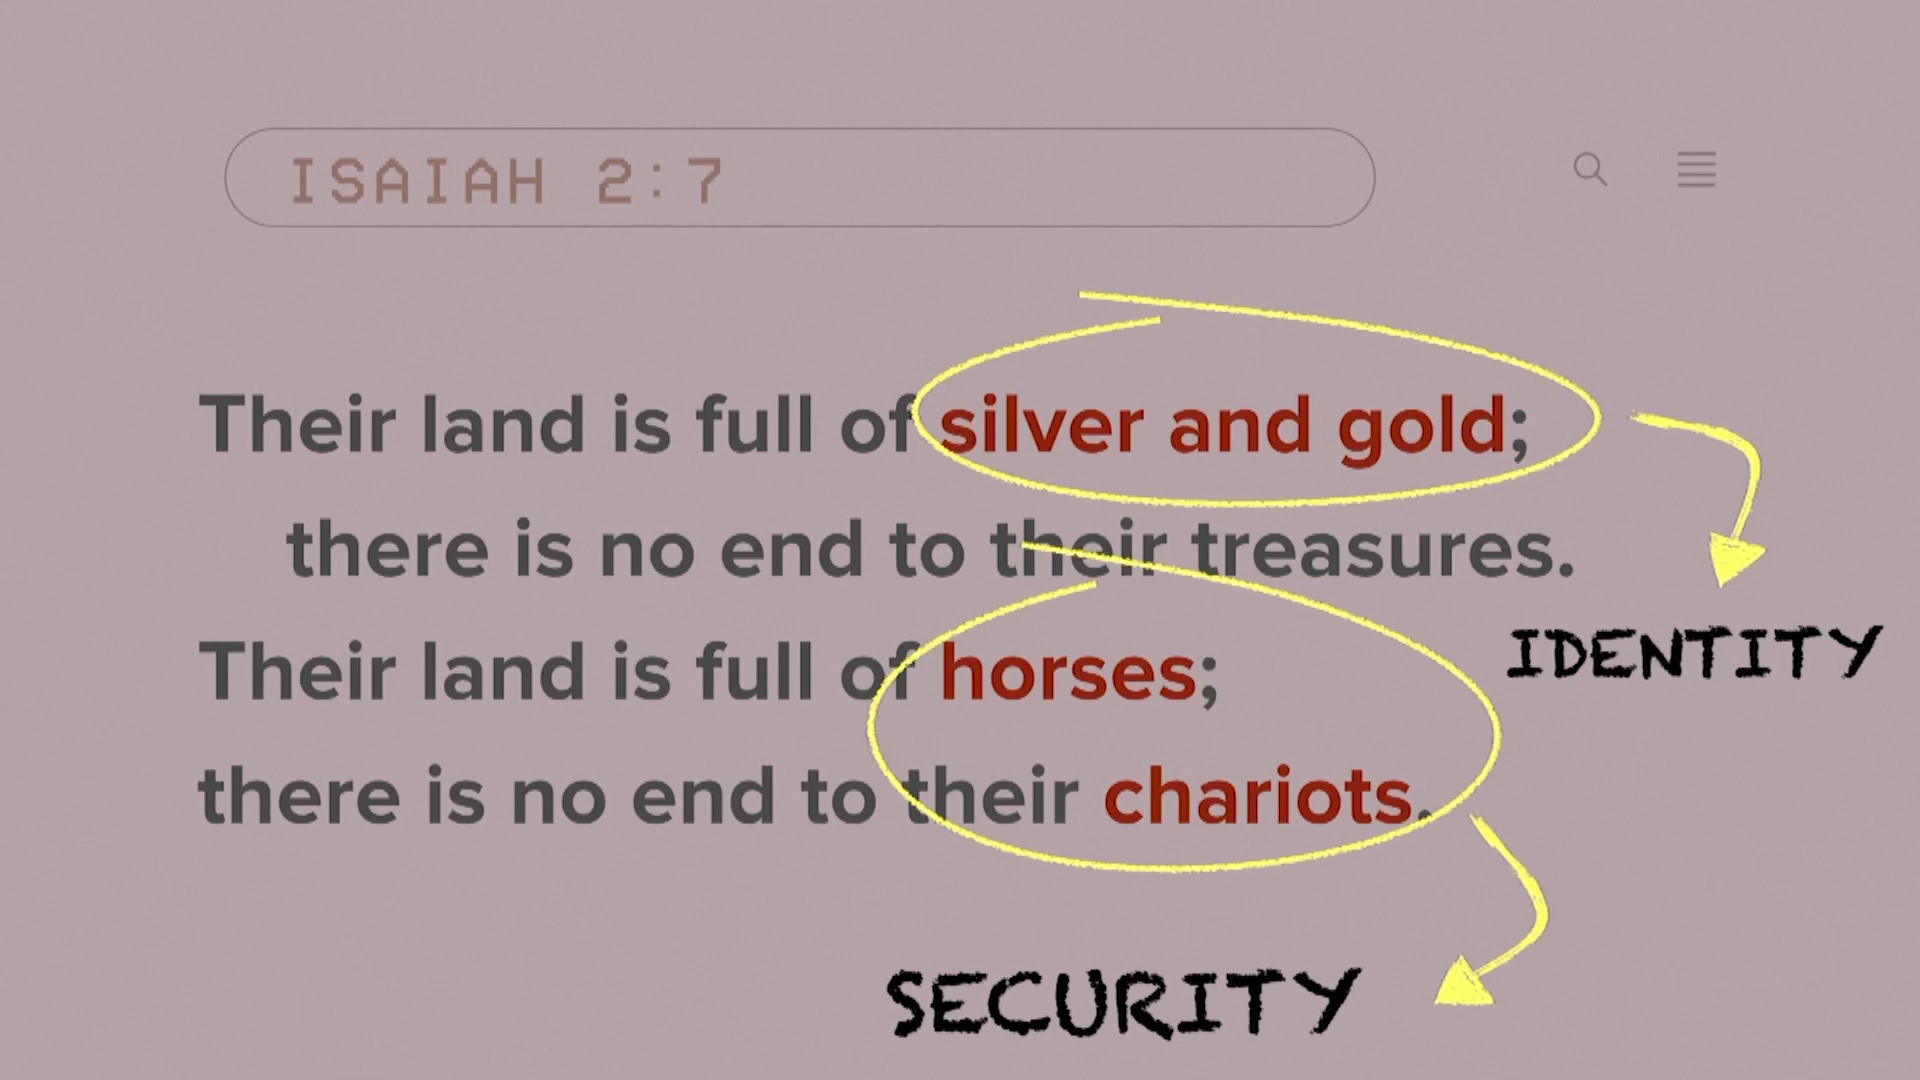 ISAIAH 2:7
Their land is full of silver and gold;
there is no end to their treasures.
Their land is full of horses;
IDENTITY
there is no end to their chariots.
SECURITY